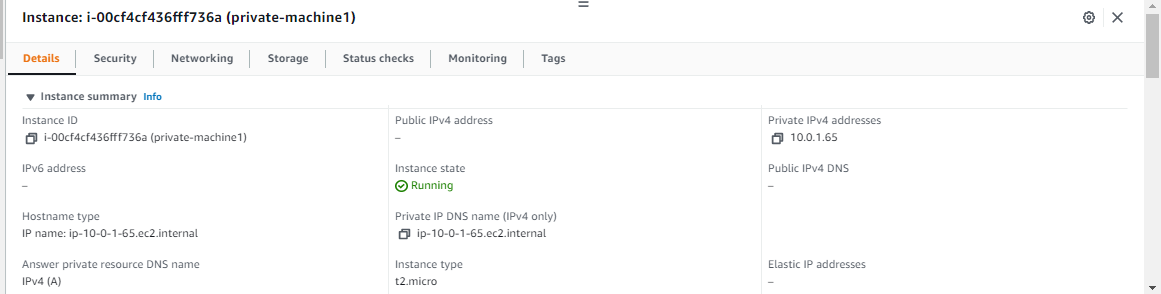 Instance: i-00cf4cf436fff736a (private-machine1)
Details Security Networking Storage Status checks Monitoring Tags
Instance summary Info
Instance ID
i-00cf4cf436fff736a (private-machine1)
Public IPv4 address
–
Private IPv4 addresses
10.0.1.65
IPv6 address
–
Instance state
Running
Public IPv4 DNS
–
Hostname type
IP name: ip-10-0-1-65.ec2.internal
Private IP DNS name (IPv4 only)
ip-10-0-1-65.ec2.internal
Answer private resource DNS name
IPv4 (A)
Instance type
t2.micro
Elastic IP addresses
–